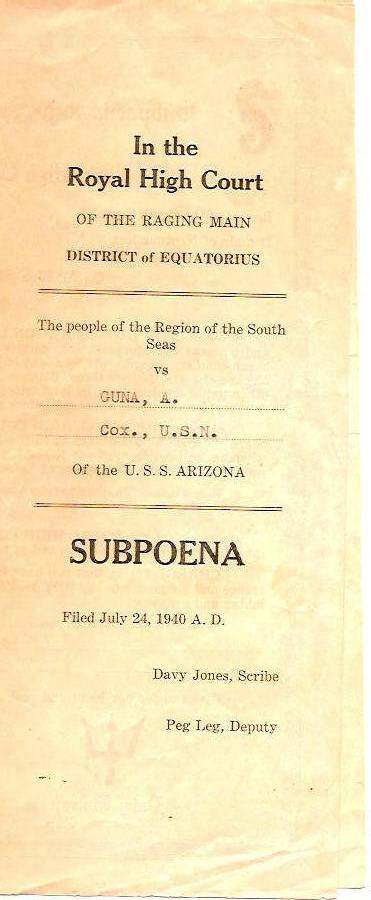 In the
Royal High Court
OF THE RAGING MAIN
DISTRICT of EQUATORIUS
The people of the Region of the South
Seas
vs
GUNA, A.
Cox., U.S.N.
Of the U. S. S. ARIZONA
SUBPOENA
Filed July 24, 1940 A. D.
Davy Jones, Scribe
Peg Leg, Deputy